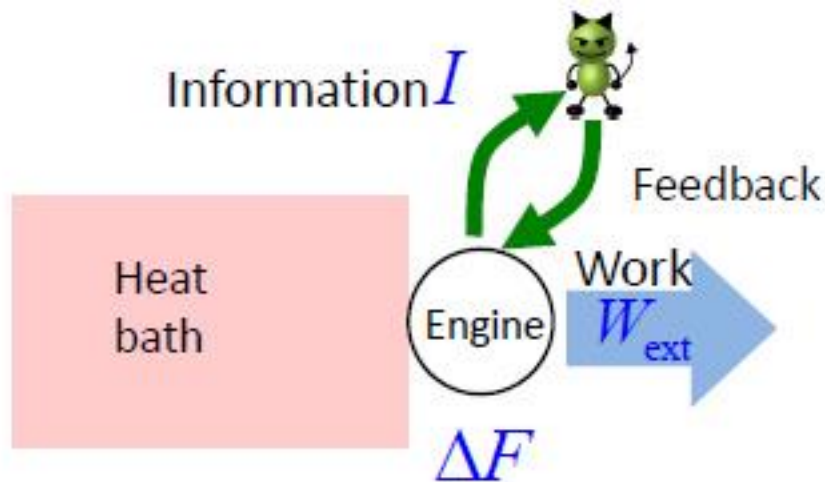 Information I
Feedback
Heat
bath
Engine
Work
W_ext
ΔF